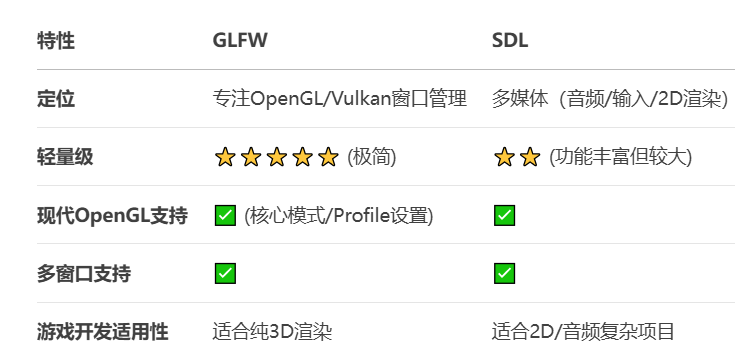 特性 GLFW SDL
定位 专注OpenGL/Vulkan窗口管理 多媒体（音频/输入/2D渲染）
轻量级 ⭐⭐⭐⭐⭐ (极简) ⭐⭐ (功能丰富但较大)
现代OpenGL支持 ✅ (核心模式/Profile设置) ✅
多窗口支持 ✅ ✅
游戏开发适用性 适合纯3D渲染 适合2D/音频复杂项目